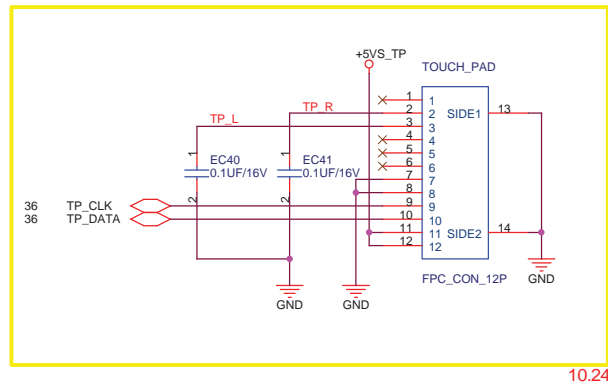 +5VS_TP
TOUCH_PAD
TP_L
TP_R
1 1
2 2
3 3
4 4
5 5
6 6
7 7
8 8
9 9
10 10
11 11
12 12
SIDE1 13
SIDE2 14
1
EC40
0.1UF/16V
2
1
EC41
0.1UF/16V
2
36 TP_CLK
36 TP_DATA
FPC_CON_12P
GND
GND
GND
10.24